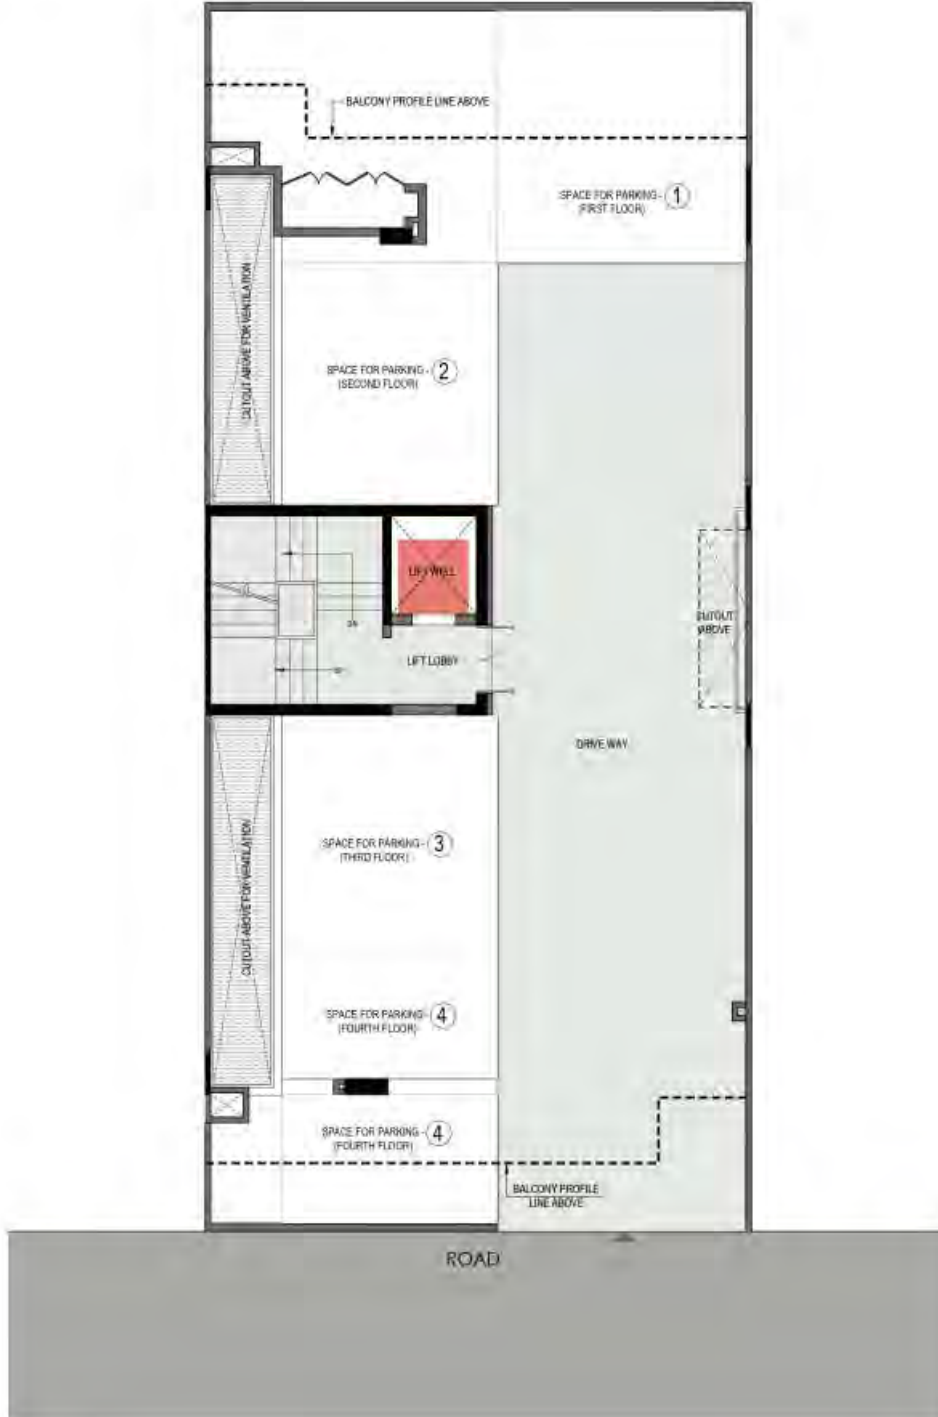 BALCONY PROFILE LINE ABOVE
SPACE FOR PARKING - 1
(FIRST FLOOR)
CUTOUT ABOVE FOR VENTILATION
SPACE FOR PARKING - 2
(SECOND FLOOR)
LIFT WELL
CUTOUT
ABOVE
LIFT LOBBY
DRIVE WAY
CUTOUT ABOVE FOR VENTILATION
SPACE FOR PARKING - 3
(THIRD FLOOR)
SPACE FOR PARKING - 4
(FOURTH FLOOR)
SPACE FOR PARKING - 4
(FOURTH FLOOR)
BALCONY PROFILE
LINE ABOVE
ROAD